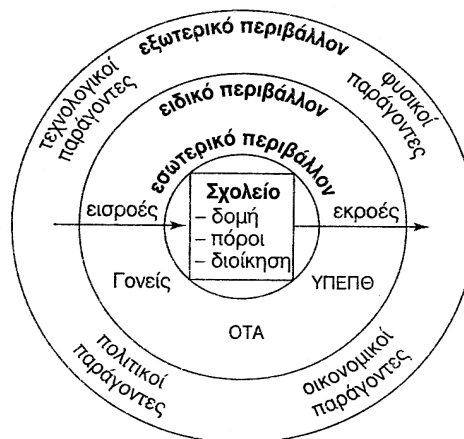 εξωτερικό περιβάλλον
τεχνολογικοί
παράγοντες
φυσικοί
παράγοντες
ειδικό περιβάλλον
εσωτερικό περιβάλλον
Σχολείο
– δομή
– πόροι
– διοίκηση
εισροές
εκροές
Γονείς
ΥΠΕΠΘ
ΟΤΑ
πολιτικοί
παράγοντες
οικονομικοί
παράγοντες